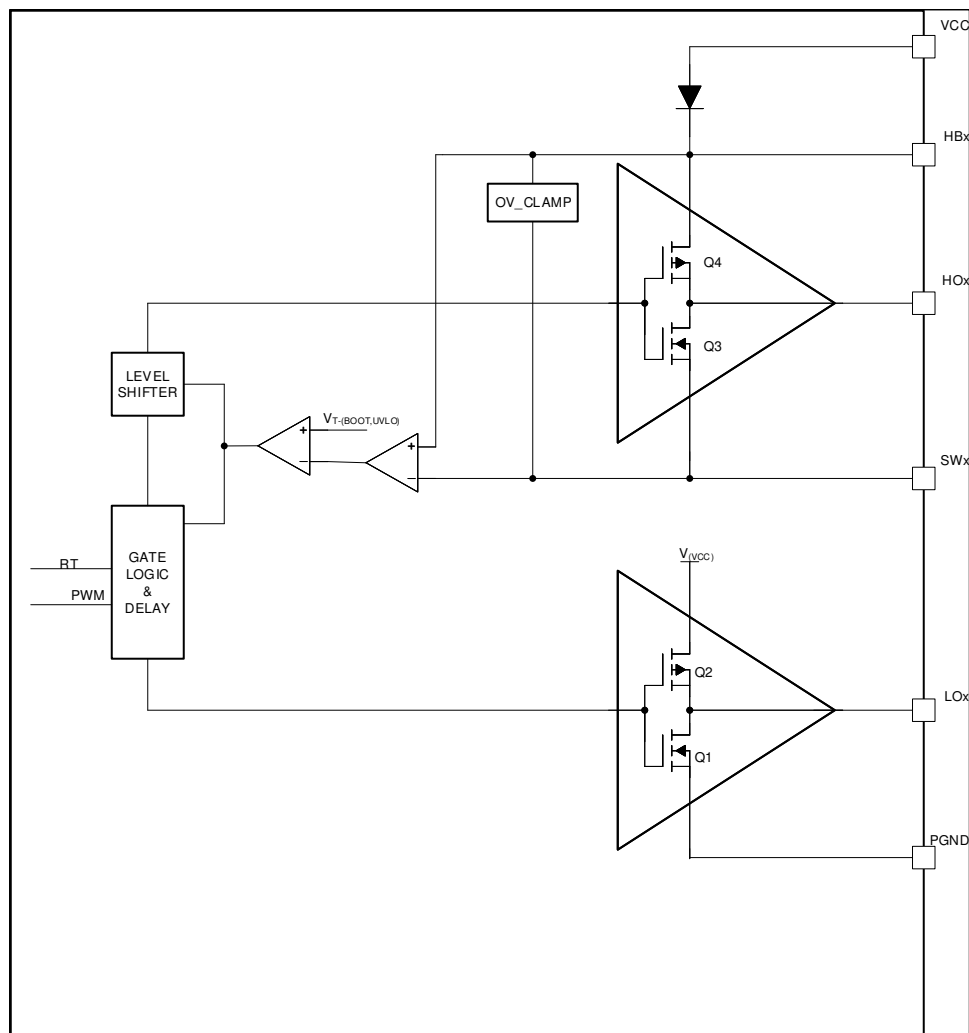 VCC
HBx
OV_CLAMP
Q4
HOx
Q3
LEVEL
SHIFTER
VT-(BOOT,UVLO)
+
−
+
−
SWx
GATE
LOGIC
&
DELAY
RT
PWM
V(VCC)
Q2
LOx
Q1
PGND